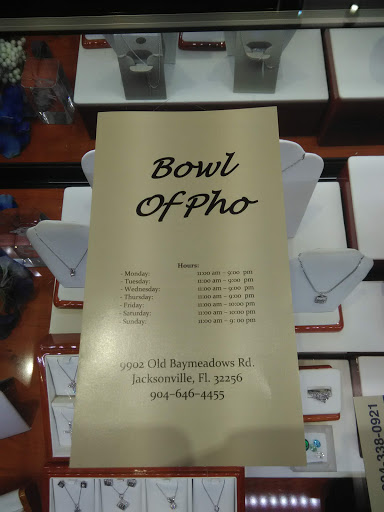 Bowl
Of Pho
Hours:
- Monday: 11:00 am – 9:00 pm
- Tuesday: 11:00 am – 9:00 pm
- Wednesday: 11:00 am – 9:00 pm
- Thursday: 11:00 am – 9:00 pm
- Friday: 11:00 am – 10:00 pm
- Saturday: 11:00 am – 10:00 pm
- Sunday: 11:00 am – 9:00 pm
9902 Old Baymeadows Rd.
Jacksonville, Fl. 32256
904-646-4455
-338-0921